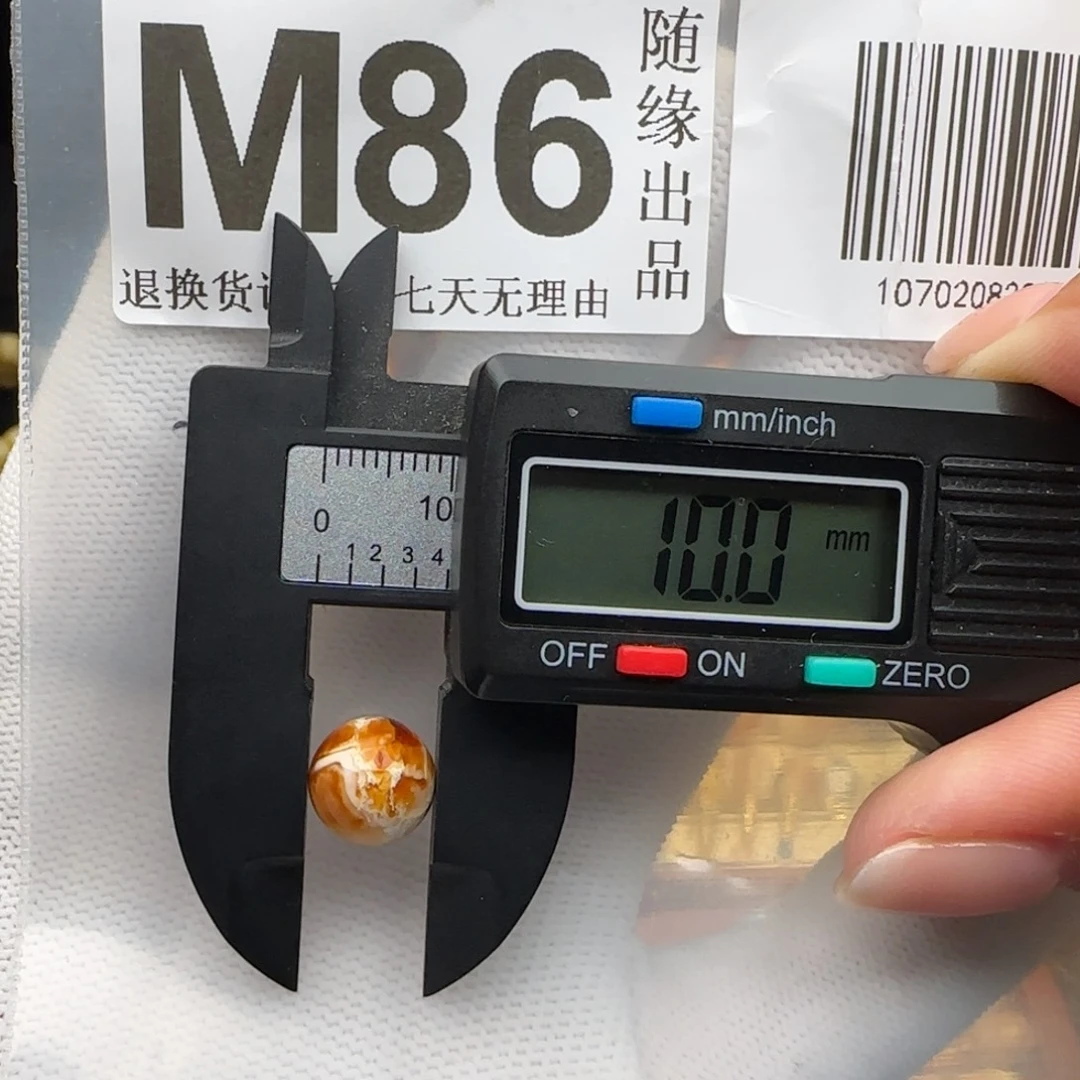 M86
随缘出品
退换货
七天无理由
10702082
mm/inch
0
10
1 2 3 4
10.0 mm
OFF
ON
ZERO